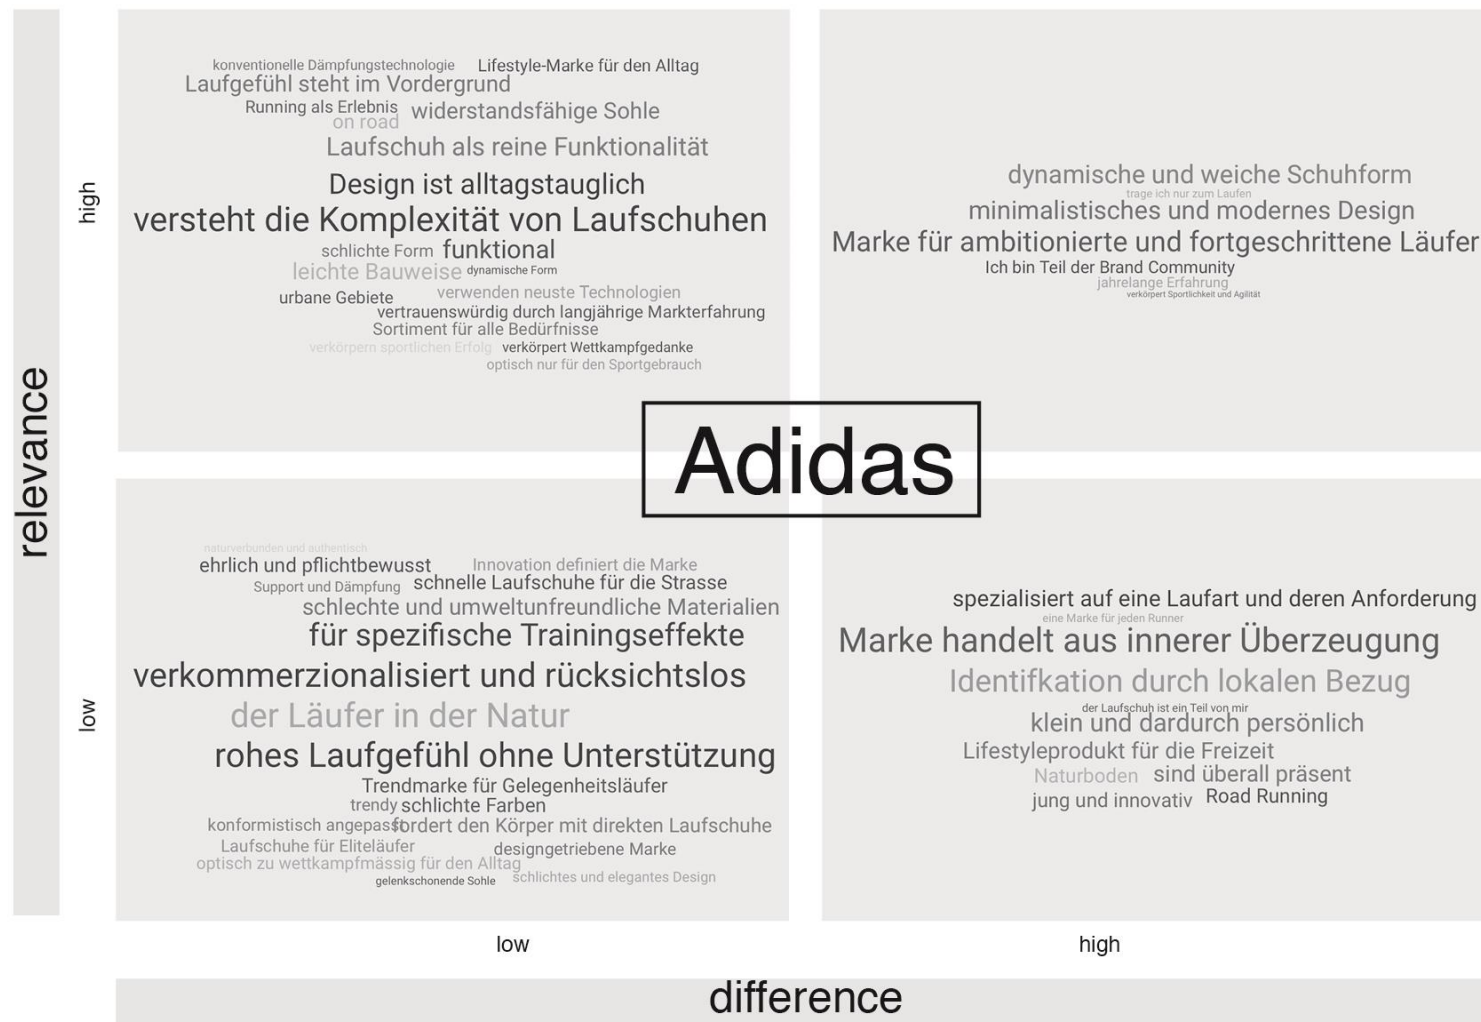 konventionelle Dämpfungstechnologie Lifestyle-Marke für den Alltag
Laufgefühl steht im Vordergrund
Running als Erlebnis widerstandsfähige Sohle
on road
Laufschuh als reine Funktionalität
Design ist alltagstauglich
versteht die Komplexität von Laufschuhen
schlichte Form funktional
leichte Bauweise dynamische Form
urbane Gebiete verwenden neuste Technologien
vertrauenswürdig durch langjährige Markterfahrung
Sortiment für alle Bedürfnisse
verkörpern sportlichen Erfolg verkörpert Wettkampfgedanke
optisch nur für den Sportgebrauch
dynamische und weiche Schuhform
trage ich nur zum Laufen
minimalistisches und modernes Design
Marke für ambitionierte und fortgeschrittene Läufer
Ich bin Teil der Brand Community
jahrelange Erfahrung
verkörpert Sportlichkeit und Agilität
high
relevance
Adidas
naturverbunden und authentisch
ehrlich und pflichtbewusst Innovation definiert die Marke
Support und Dämpfung schnelle Laufschuhe für die Strasse
schlechte und umweltunfreundliche Materialien
für spezifische Trainingseffekte
verkommerzionalisiert und rücksichtslos
der Läufer in der Natur
rohes Laufgefühl ohne Unterstützung
Trendmarke für Gelegenheitsläufer
trendy schlichte Farben
konformistisch angepasst fordert den Körper mit direkten Laufschuhe
Laufschuhe für Eliteläufer designgetriebene Marke
optisch zu wettkampfmässig für den Alltag
gelenkschonende Sohle schlichtes und elegantes Design
spezialisiert auf eine Laufart und deren Anforderung
eine Marke für jeden Runner
Marke handelt aus innerer Überzeugung
Identifkation durch lokalen Bezug
der Laufschuh ist ein Teil von mir
klein und dardurch persönlich
Lifestyleprodukt für die Freizeit
Naturboden sind überall präsent
jung und innovativ Road Running
low
low
high
difference